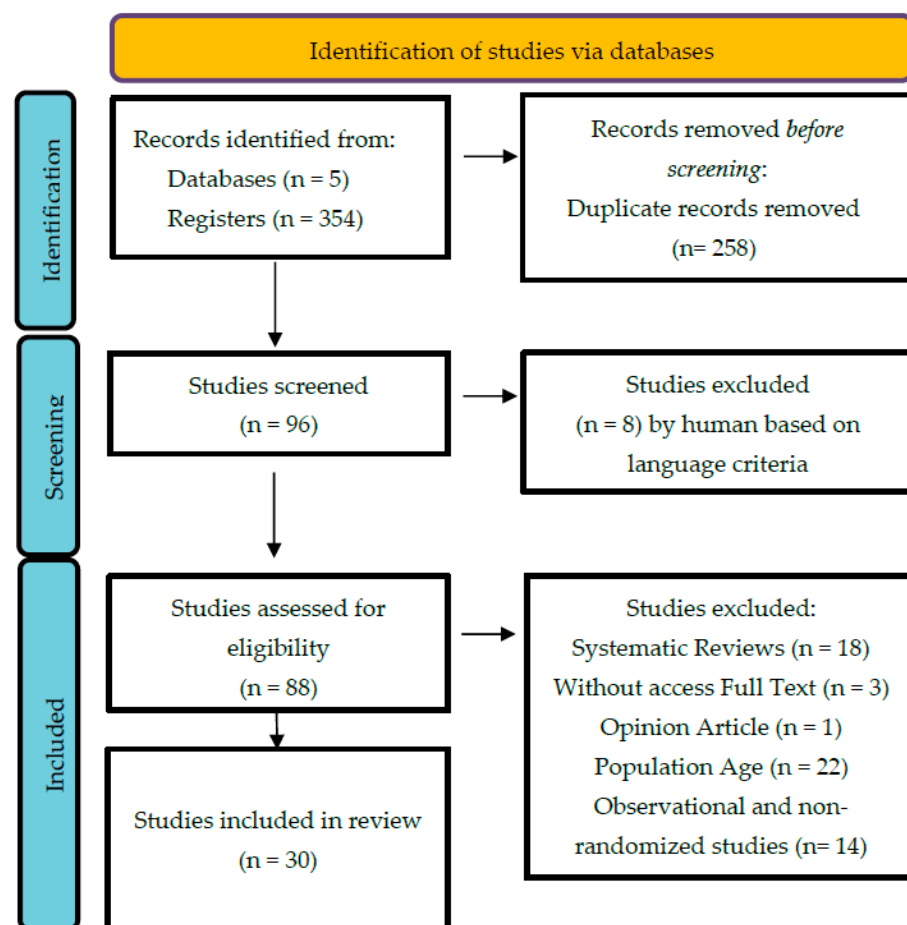 Identification of studies via databases
Identification
Records identified from:
Databases (n = 5)
Registers (n = 354)
Records removed before
screening:
Duplicate records removed
(n= 258)
Screening
Studies screened
(n = 96)
Studies excluded
(n = 8) by human based on
language criteria
Included
Studies assessed for
eligibility
(n = 88)
Studies excluded:
Systematic Reviews (n = 18)
Without access Full Text (n = 3)
Opinion Article (n = 1)
Population Age (n = 22)
Observational and non-
randomized studies (n= 14)
Studies included in review
(n = 30)